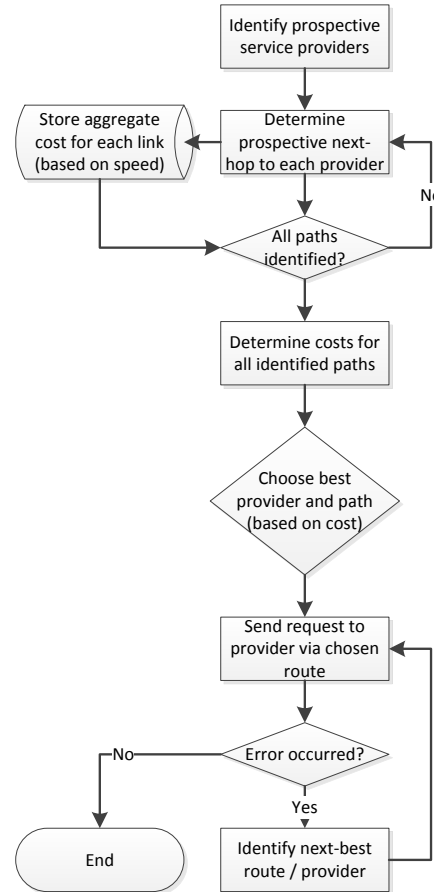 Identify prospective
service providers
Store aggregate
cost for each link
(based on speed)
Determine
prospective next-
hop to each provider
No
All paths
identified?
Determine costs for
all identified paths
Choose best
provider and path
(based on cost)
Send request to
provider via chosen
route
No
Error occurred?
Yes
End
Identify next-best
route / provider